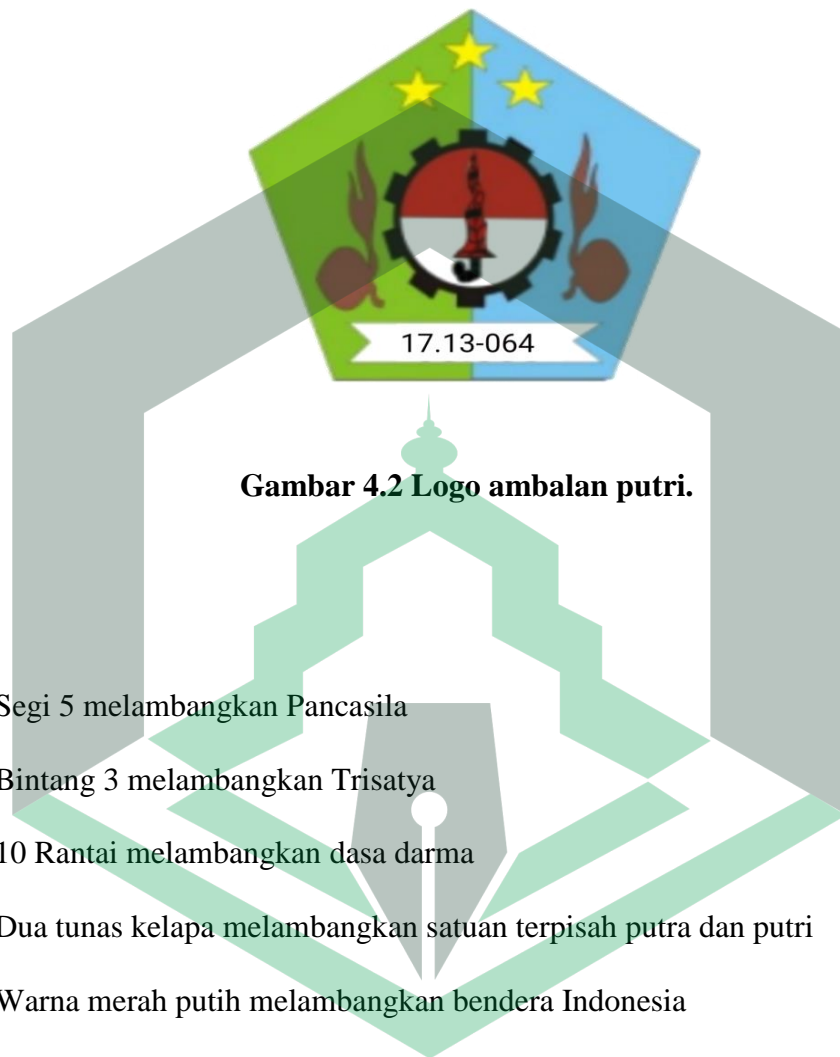 17.13-064
Gambar 4.2 Logo ambalan putri.
Segi 5 melambangkan Pancasila
Bintang 3 melambangkan Trisatya
10 Rantai melambangkan dasa darma
Dua tunas kelapa melambangkan satuan terpisah putra dan putri
Warna merah putih melambangkan bendera Indonesia